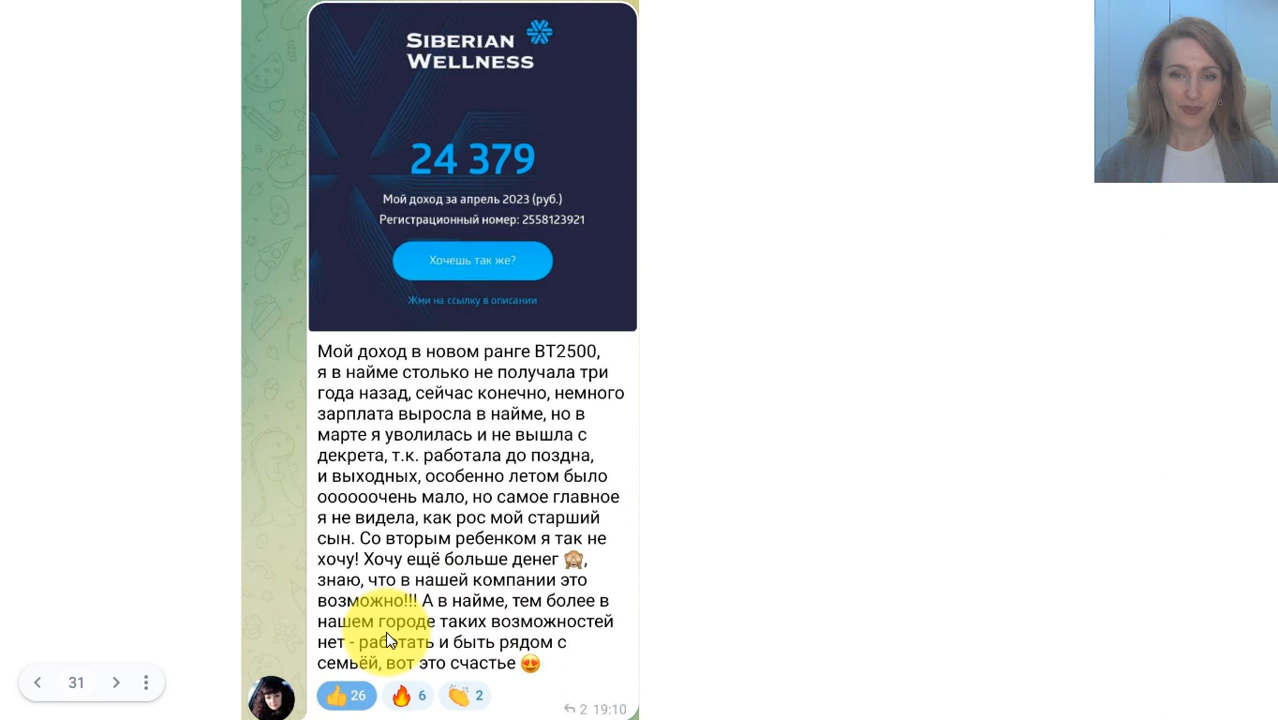 SIBERIAN
WELLNESS
24 379
Мой доход за апрель 2023 (руб.)
Регистрационный номер: 2558123921
Хочешь так же?
Жми на ссылку в описании
Мой доход в новом ранге ВТ2500,
я в найме столько не получала три
года назад, сейчас конечно, немного
зарплата выросла в найме, но в
марте я уволилась и не вышла с
декрета, т.к. работала до поздна,
и выходных, особенно летом было
оооооочень мало, но самое главное
я не видела, как рос мой старший
сын. Со вторым ребенком я так не
хочу! Хочу ещё больше денег 🙈,
знаю, что в нашей компании это
возможно!!! А в найме, тем более в
нашем городе таких возможностей
нет - работать и быть рядом с
семьёй, вот это счастье 😍
👍 26 🔥 6 👏 2
2 19:10
31